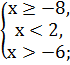 x ≥ −8,
x < 2,
x > −6;